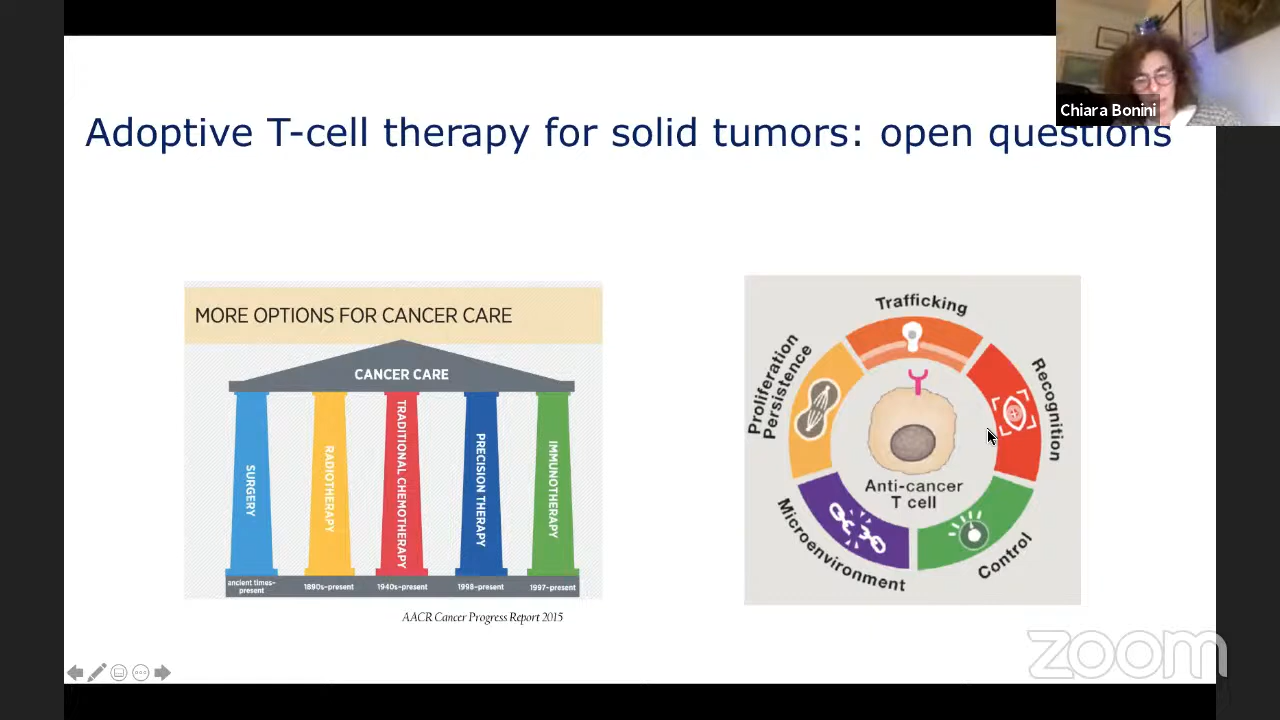 Chiara Bonini
Adoptive T-cell therapy for solid tumors: open questions
MORE OPTIONS FOR CANCER CARE
CANCER CARE
SURGERY
RADIOTHERAPY
TRADITIONAL CHEMOTHERAPY
PRECISION THERAPY
IMMUNOTHERAPY
ancient times–
present
1890s–present
1940s–present
1998–present
1997–present
AACR Cancer Progress Report 2015
Trafficking
Recognition
Control
Microenvironment
Proliferation
Persistence
Anti-cancer
T cell
zoom